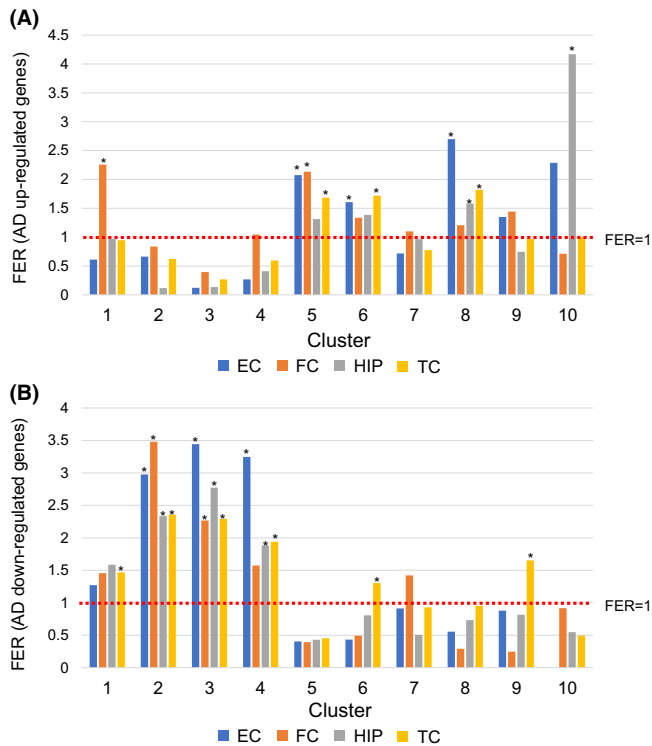 (A)
FER (AD up-regulated genes)
4.5
4
3.5
3
2.5
2
1.5
1
0.5
0
* * * * * * * * * *
FER=1
1 2 3 4 5 6 7 8 9 10
Cluster
EC FC HIP TC
(B)
FER (AD down-regulated genes)
4
3.5
3
2.5
2
1.5
1
0.5
0
* * * * * * * * * * * * * *
FER=1
1 2 3 4 5 6 7 8 9 10
Cluster
EC FC HIP TC